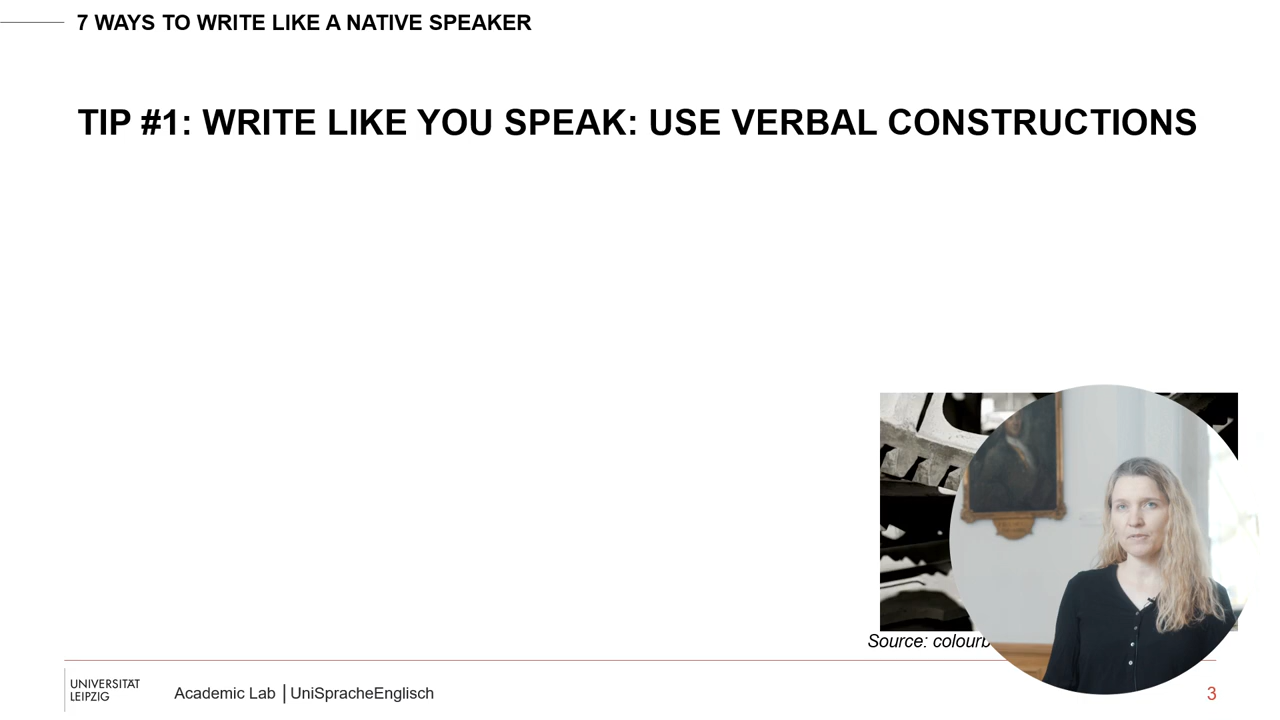 7 WAYS TO WRITE LIKE A NATIVE SPEAKER
TIP #1: WRITE LIKE YOU SPEAK: USE VERBAL CONSTRUCTIONS
Source:
UNIVERSITÄT
LEIPZIG
Academic Lab | UniSpracheEnglisch
3